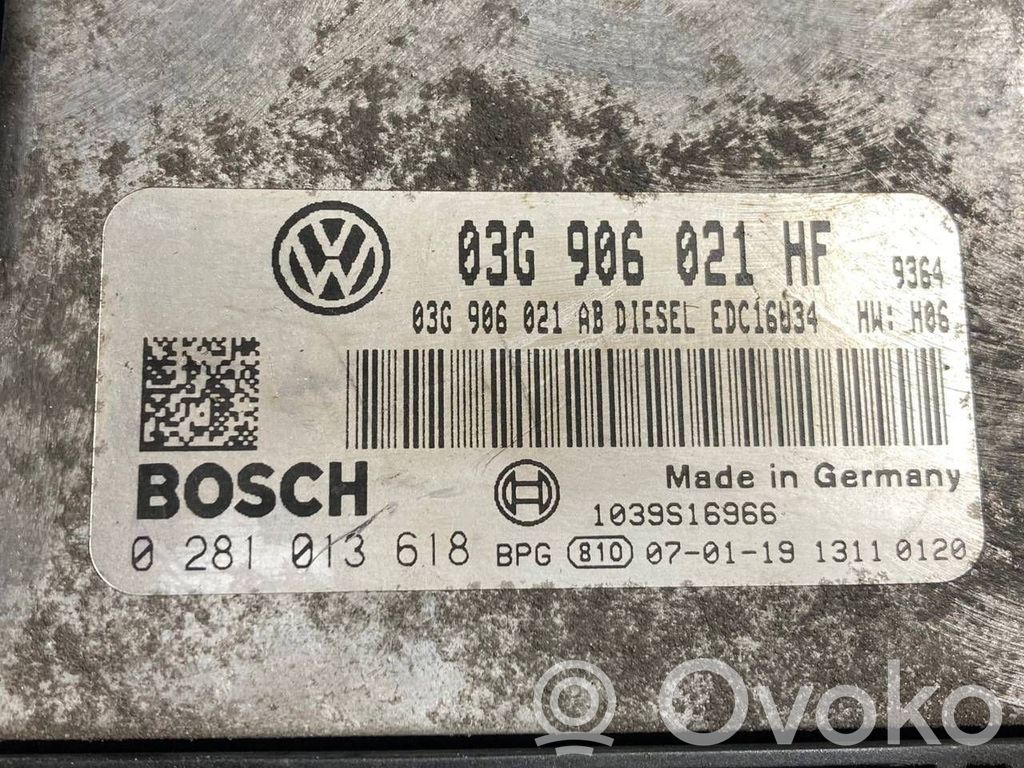 03G 906 021 HF 9364
03G 906 021 AB DIESEL EDC16U34 HW: H06
BOSCH
Made in Germany
1039S16966
0 281 013 618 BPG 810 07-01-19 1311 0120
Ovoko